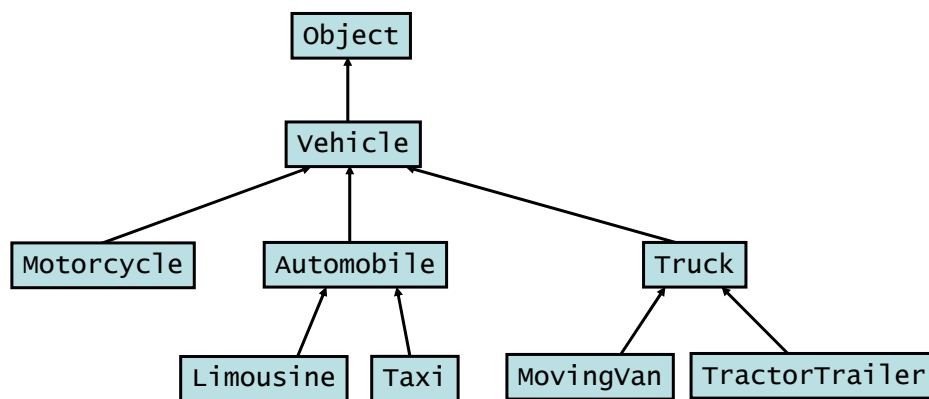 Object
Vehicle
Motorcycle
Automobile
Truck
Limousine
Taxi
MovingVan
TractorTrailer